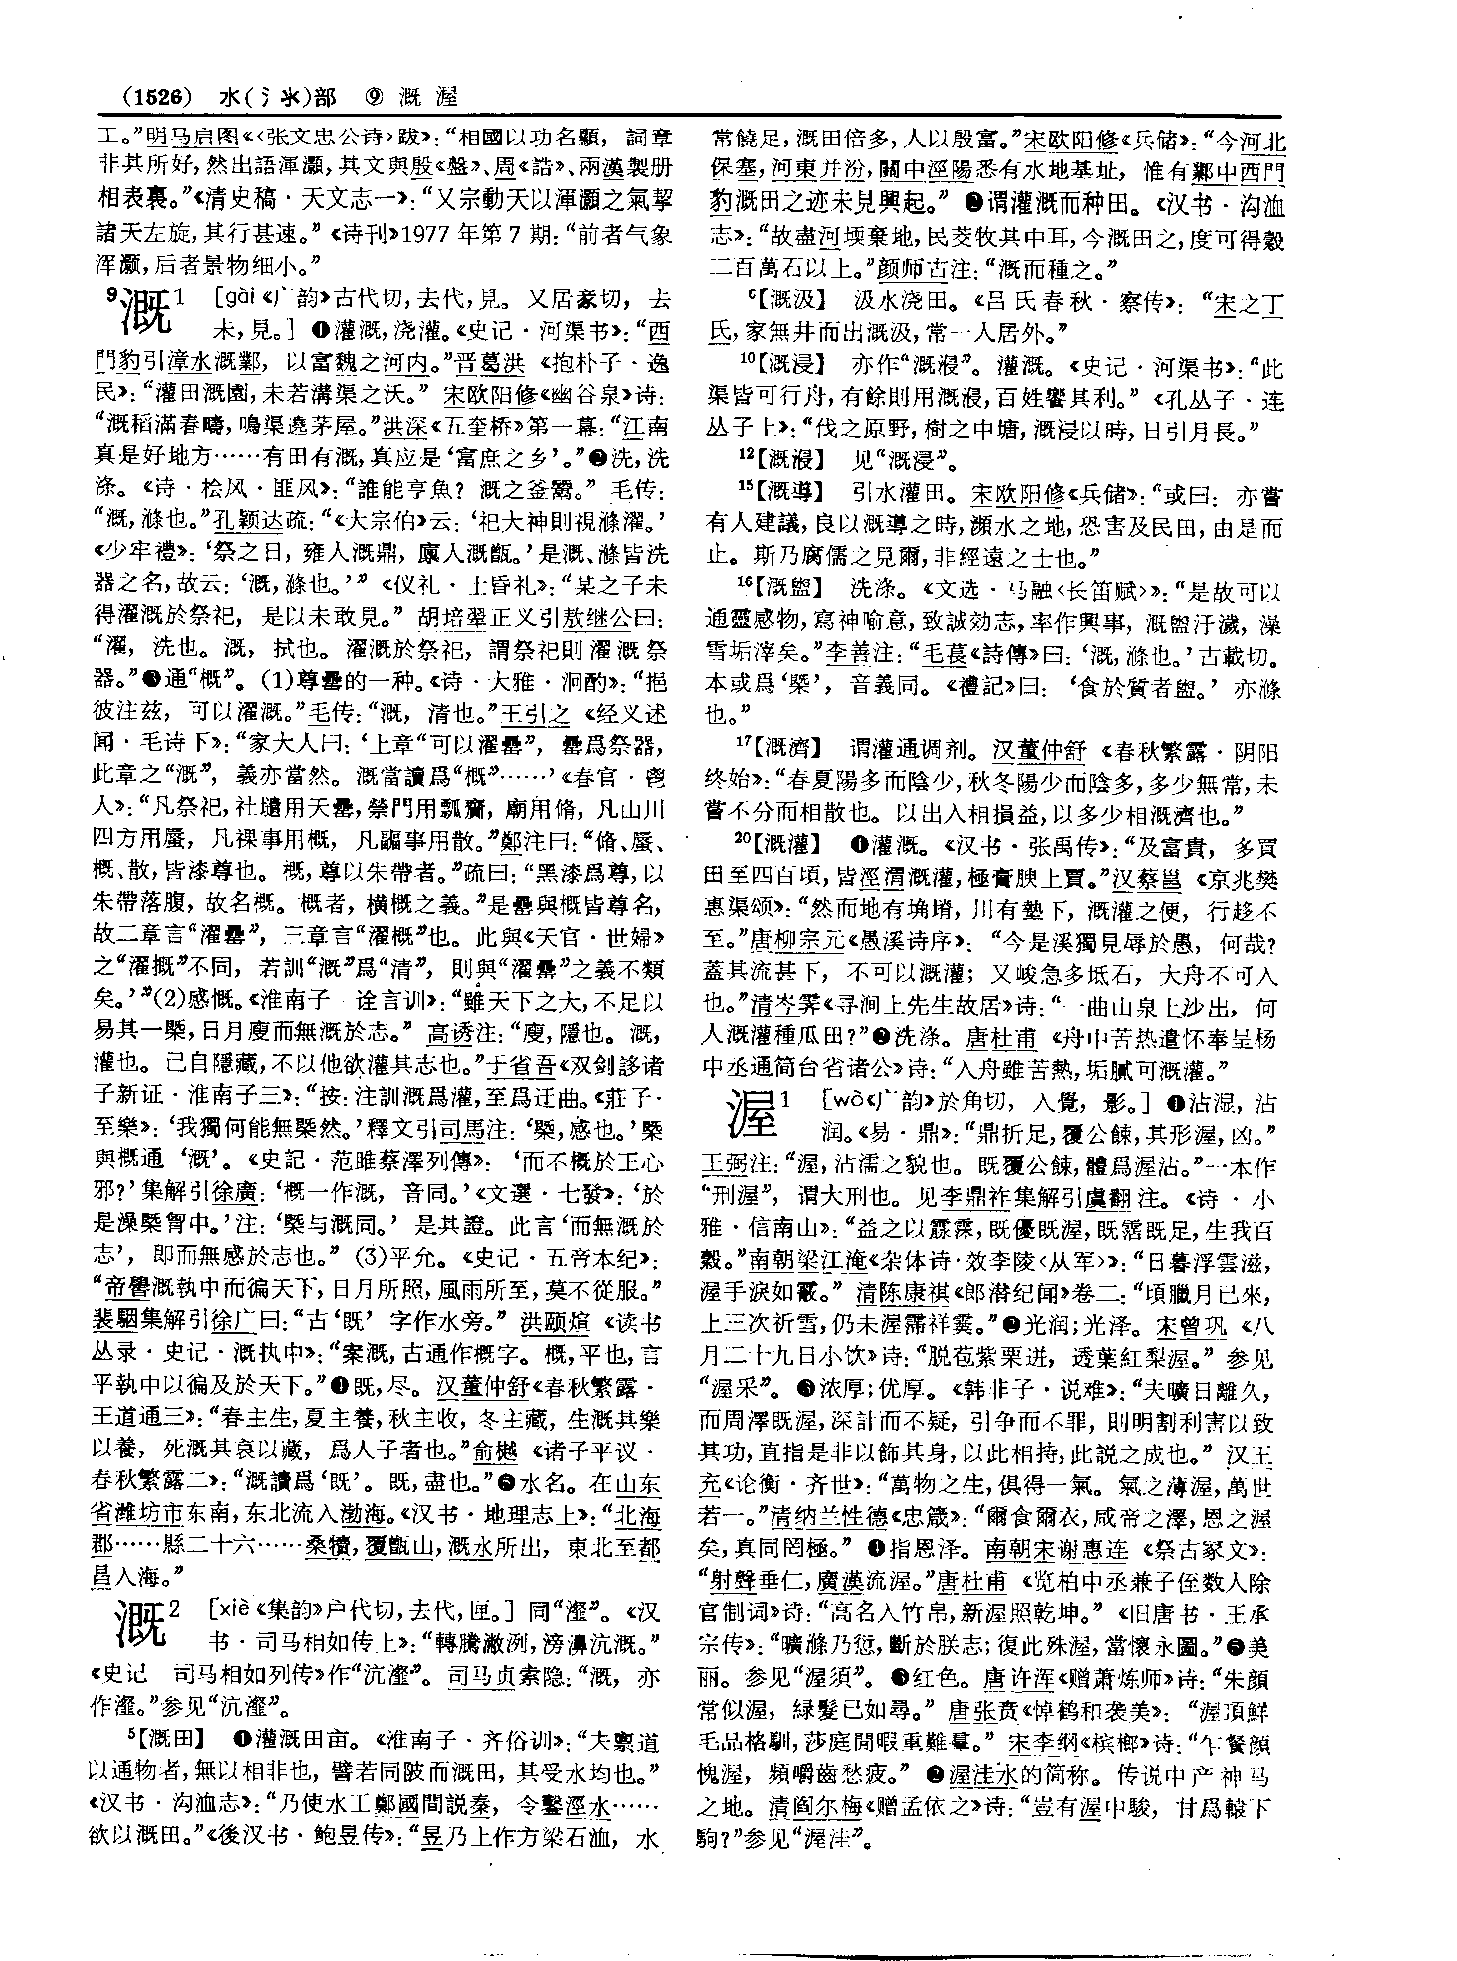 (1526) 水(氵氺)部 ⑨ 溉 渥
工。”明马启图《〈张文忠公诗〉跋》：“相國以功名顯，詞章
非其所好，然出語渾灝，其文與殷《盤》、周《誥》、兩漢製册
相表裏。”《清史稿·天文志一》：“又宗動天以渾灝之氣挈
諸天左旋，其行甚速。”《诗刊》1977年第7期：“前者气象
浑灏，后者景物细小。”
9溉1 [gài《广韵》古代切，去代，見。又居豙切，去
未，見。] ❶灌溉，浇灌。《史记·河渠书》：“西
門豹引漳水溉鄴，以富魏之河内。”晋葛洪《抱朴子·逸
民》：“灌田溉園，未若溝渠之沃。”宋欧阳修《幽谷泉》诗：
“溉稻滿春疇，鳴渠遶茅屋。”洪深《五奎桥》第一幕：“江南
真是好地方……有田有溉，真应是‘富庶之乡’。”❷洗，洗
涤。《诗·桧风·匪风》：“誰能亨魚？溉之釜鬵。”毛传：
“溉，滌也。”孔颖达疏：“《大宗伯》云：‘祀大神則視滌濯。’
《少牢禮》：‘祭之日，雍人溉鼎，廪人溉甑。’是溉、滌皆洗
器之名，故云：‘溉，滌也。’”《仪礼·士昏礼》：“某之子未
得濯溉於祭祀，是以未敢見。”胡培翚正义引敖继公曰：
“濯，洗也。溉，拭也。濯溉於祭祀，謂祭祀則濯溉祭
器。”❸通“概”。(1)尊罍的一种。《诗·大雅·泂酌》：“挹
彼注兹，可以濯溉。”毛传：“溉，清也。”王引之《经义述
闻·毛诗下》：“家大人曰：‘上章“可以濯罍”，罍爲祭器，
此章之“溉”，義亦當然。溉當讀爲“概”……’《春官·鬯
人》：“凡祭祀，社壝用大罍，禜門用瓢齎，廟用脩，凡山川
四方用蜃，凡祼事用概，凡疈事用散。”鄭注曰：“脩、蜃、
概、散，皆漆尊也。概，尊以朱帶者。”疏曰：“黑漆爲尊，以
朱帶落腹，故名概。概者，横概之義。”是罍與概皆尊名，
故二章言“濯罍”，三章言“濯概”也。此與《天官·世婦》
之“濯摡”不同，若訓“溉”爲“清”，則與“濯罍”之義不類
矣。’”(2)感慨。《淮南子·诠言训》：“雖天下之大，不足以
易其一槩，日月廋而無溉於志。”高诱注：“廋，隱也。溉，
灌也。己自隱藏，不以他欲灌其志也。”于省吾《双剑誃诸
子新证·淮南子三》：“按：注訓溉爲灌，至爲迂曲。《莊子·
至樂》：‘我獨何能無槩然。’釋文引司馬注：‘槩，感也。’槩
與概通‘溉’。《史記·范雎蔡澤列傳》：‘而不概於王心
邪？’集解引徐廣：‘概一作溉，音同。’《文選·七發》：‘於
是澡槩胷中。’注：‘槩与溉同。’是其證。此言‘而無溉於
志’，即而無感於志也。”(3)平允。《史记·五帝本纪》：
“帝嚳溉執中而徧天下，日月所照，風雨所至，莫不從服。”
裴駰集解引徐广曰：“古‘既’字作水旁。”洪颐煊《读书
丛录·史记·溉执中》：“案溉，古通作概字。概，平也，言
平執中以徧及於天下。”❹既，尽。汉董仲舒《春秋繁露·
王道通三》：“春主生，夏主養，秋主收，冬主藏，生溉其樂
以養，死溉其哀以藏，爲人子者也。”俞樾《诸子平议·
春秋繁露二》：“溉讀爲‘既’。既，盡也。”❺水名。在山东
省潍坊市东南，东北流入渤海。《汉书·地理志上》：“北海
郡……縣二十六……桑犢，覆甑山，溉水所出，東北至都
昌入海。”
溉2 [xiè《集韵》户代切，去代，匣。] 同“瀣”。《汉
书·司马相如传上》：“轉騰潎洌，滂濞沆溉。”
《史记 司马相如列传》作“沆瀣”。司马贞索隐：“溉，亦
作瀣。”参见“沆瀣”。
5【溉田】 ❶灌溉田亩。《淮南子·齐俗训》：“夫禀道
以通物者，無以相非也，譬若同陂而溉田，其受水均也。”
《汉书·沟洫志》：“乃使水工鄭國間説秦，令鑿涇水……
欲以溉田。”《後汉书·鲍昱传》：“昱乃上作方梁石洫，水
常饒足，溉田倍多，人以殷富。”宋欧阳修《兵储》：“今河北
保塞，河東并汾，關中涇陽悉有水地基址，惟有鄴中西門
豹溉田之迹未見興起。”❷谓灌溉而种田。《汉书·沟洫
志》：“故盡河堧棄地，民茭牧其中耳，今溉田之，度可得穀
二百萬石以上。”颜师古注：“溉而種之。”
6【溉汲】 汲水浇田。《吕氏春秋·察传》：“宋之丁
氏，家無井而出溉汲，常一人居外。”
10【溉浸】 亦作“溉𣹰”。灌溉。《史记·河渠书》：“此
渠皆可行舟，有餘則用溉𣹰，百姓饗其利。”《孔丛子·连
丛子上》：“伐之原野，樹之中塘，溉浸以時，日引月長。”
12【溉𣹰】 见“溉浸”。
15【溉導】 引水灌田。宋欧阳修《兵储》：“或曰：亦嘗
有人建議，良以溉導之時，瀕水之地，恐害及民田，由是而
止。斯乃腐儒之見爾，非經遠之士也。”
16【溉盥】 洗涤。《文选·马融〈长笛赋〉》：“是故可以
通靈感物，寫神喻意，致誠効志，率作興事，溉盥汙濊，澡
雪垢滓矣。”李善注：“毛萇《詩傳》曰：‘溉，滌也。’古載切。
本或爲‘槩’，音義同。《禮記》曰：‘食於質者盥。’亦滌
也。”
17【溉濟】 谓灌通调剂。汉董仲舒《春秋繁露·阴阳
终始》：“春夏陽多而陰少，秋冬陽少而陰多，多少無常，未
嘗不分而相散也。以出入相損益，以多少相溉濟也。”
20【溉灌】 ❶灌溉。《汉书·张禹传》：“及富貴，多買
田至四百頃，皆涇渭溉灌，極膏腴上賈。”汉蔡邕《京兆樊
惠渠颂》：“然而地有埆塉，川有墊下，溉灌之便，行趍不
至。”唐柳宗元《愚溪诗序》：“今是溪獨見辱於愚，何哉？
蓋其流甚下，不可以溉灌；又峻急多坻石，大舟不可入
也。”清岑霁《寻涧上先生故居》诗：“一曲山泉上沙出，何
人溉灌種瓜田？”❷洗涤。唐杜甫《舟中苦热遣怀奉呈杨
中丞通简台省诸公》诗：“入舟雖苦熱，垢膩可溉灌。”
渥1 [wò《广韵》於角切，入覺，影。] ❶沾湿，沾
润。《易·鼎》：“鼎折足，覆公餗，其形渥，凶。”
王弼注：“渥，沾濡之貌也。既覆公餗，體爲渥沾。”一本作
“刑渥”，谓大刑也。见李鼎祚集解引虞翻注。《诗·小
雅·信南山》：“益之以霡霂，既優既渥，既霑既足，生我百
穀。”南朝梁江淹《杂体诗·效李陵〈从军〉》：“日暮浮雲滋，
渥手淚如霰。”清陈康祺《郎潜纪闻》卷二：“頃臘月已來，
上三次祈雪，仍未渥霈祥霙。”❷光润；光泽。宋曾巩《八
月二十九日小饮》诗：“脱苞紫栗迸，透葉紅梨渥。”参见
“渥采”。❸浓厚；优厚。《韩非子·说难》：“夫曠日離久，
而周澤既渥，深計而不疑，引争而不罪，則明割利害以致
其功，直指是非以飾其身，以此相持，此説之成也。”汉王
充《论衡·齐世》：“萬物之生，俱得一氣。氣之薄渥，萬世
若一。”清纳兰性德《忠箴》：“爾食爾衣，咸帝之澤，恩之渥
矣，真同罔極。”❹指恩泽。南朝宋谢惠连《祭古冢文》：
“射聲垂仁，廣漢流渥。”唐杜甫《览柏中丞兼子侄数人除
官制词》诗：“高名入竹帛，新渥照乾坤。”《旧唐书·王承
宗传》：“曠滌乃愆，斷於朕志；復此殊渥，當懷永圖。”❺美
丽。参见“渥須”。❻红色。唐许浑《赠萧炼师》诗：“朱顔
常似渥，緑髮已如尋。”唐张贲《悼鹤和袭美》：“渥頂鮮
毛品格馴，莎庭閒暇重難羣。”宋李纲《槟榔》诗：“乍餐顔
愧渥，頻嚼齒愁疲。”❼渥洼水的简称。传说中产神马
之地。清阎尔梅《赠孟依之》诗：“豈有渥中駿，甘爲轅下
駒？”参见“渥洼”。